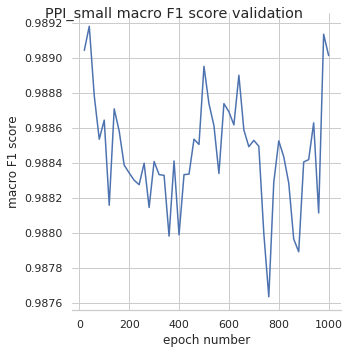 PPI_small macro F1 score validation
0.9892
0.9890
0.9888
0.9886
0.9884
0.9882
0.9880
0.9878
0.9876
macro F1 score
0 200 400 600 800 1000
epoch number